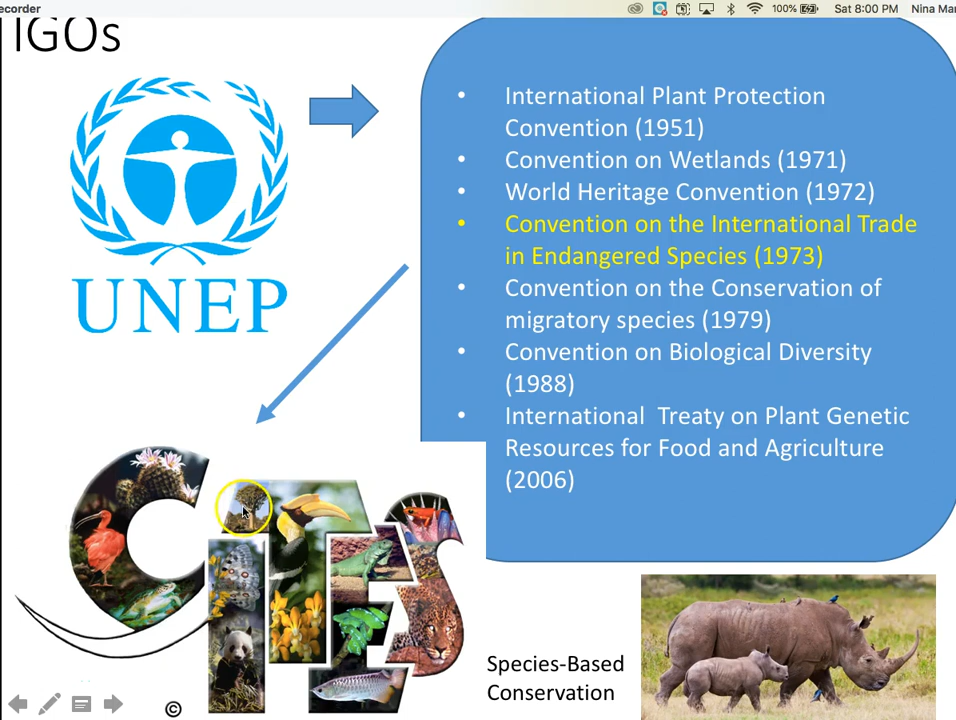 ecorder
100%
Sat 8:00 PM
Nina Mar
IGOs
UNEP
• International Plant Protection
Convention (1951)
• Convention on Wetlands (1971)
• World Heritage Convention (1972)
• Convention on the International Trade
in Endangered Species (1973)
• Convention on the Conservation of
migratory species (1979)
• Convention on Biological Diversity
(1988)
• International  Treaty on Plant Genetic
Resources for Food and Agriculture
(2006)
CiTES
©
Species-Based
Conservation